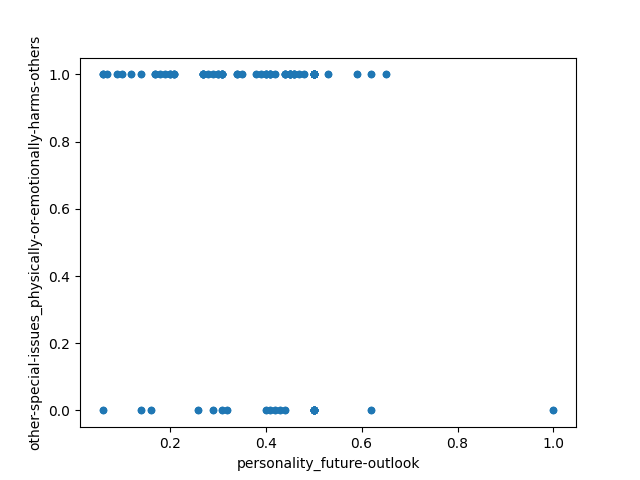 other-special-issues_physically-or-emotionally-harms-others
1.0
0.8
0.6
0.4
0.2
0.0
0.2 0.4 0.6 0.8 1.0
personality_future-outlook